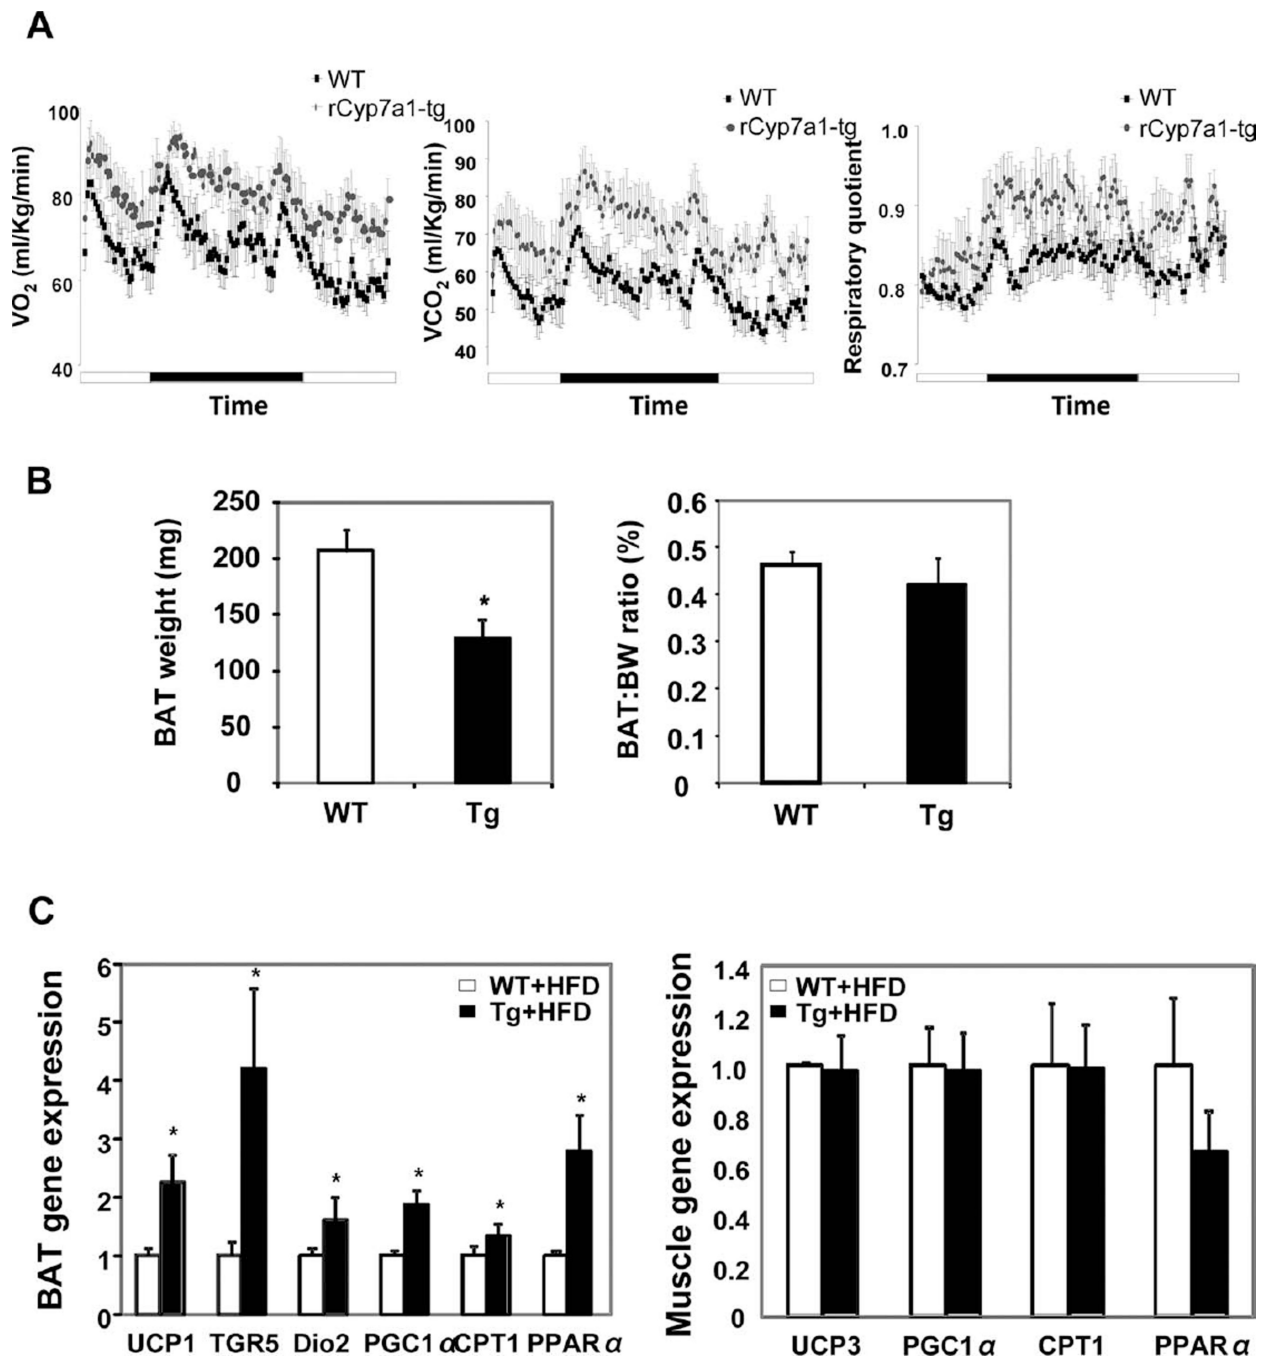 A
WT
rCyp7a1-tg
100
80
60
40
VO2 (ml/Kg/min)
Time
WT
rCyp7a1-tg
100
90
80
70
60
50
40
VCO2 (ml/Kg/min)
Time
WT
rCyp7a1-tg
1.0
0.9
0.8
0.7
Respiratory quotient
Time
B
250
200
150
100
50
0
BAT weight (mg)
*
WT Tg
0.6
0.5
0.4
0.3
0.2
0.1
0
BAT:BW ratio (%)
WT Tg
C
6
5
4
3
2
1
0
BAT gene expression
WT+HFD
Tg+HFD
* * * * * *
UCP1 TGR5 Dio2 PGC1 α CPT1 PPAR α
1.4
1.2
1.0
0.8
0.6
0.4
0.2
0
Muscle gene expression
WT+HFD
Tg+HFD
UCP3 PGC1 α CPT1 PPAR α